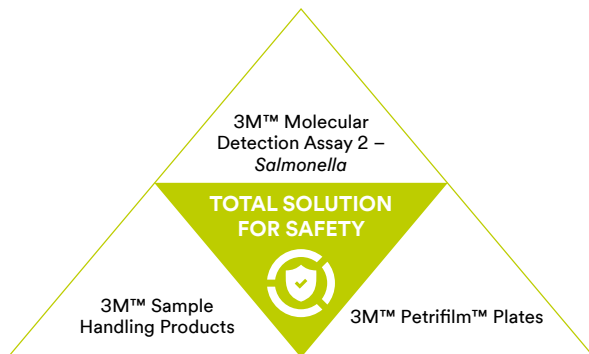 3M™ Molecular
Detection Assay 2 –
Salmonella
TOTAL SOLUTION
FOR SAFETY
3M™ Sample
Handling Products
3M™ Petrifilm™ Plates